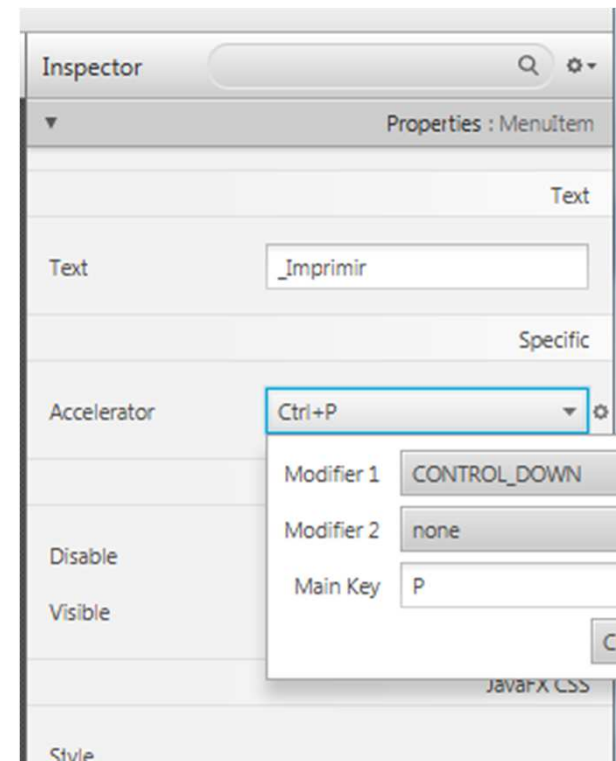 Inspector
Properties : MenuItem
Text
Text _Imprimir
Specific
Accelerator Ctrl+P
Modifier 1 CONTROL_DOWN
Modifier 2 none
Disable
Main Key P
Visible
C
JavaFX CSS
Style